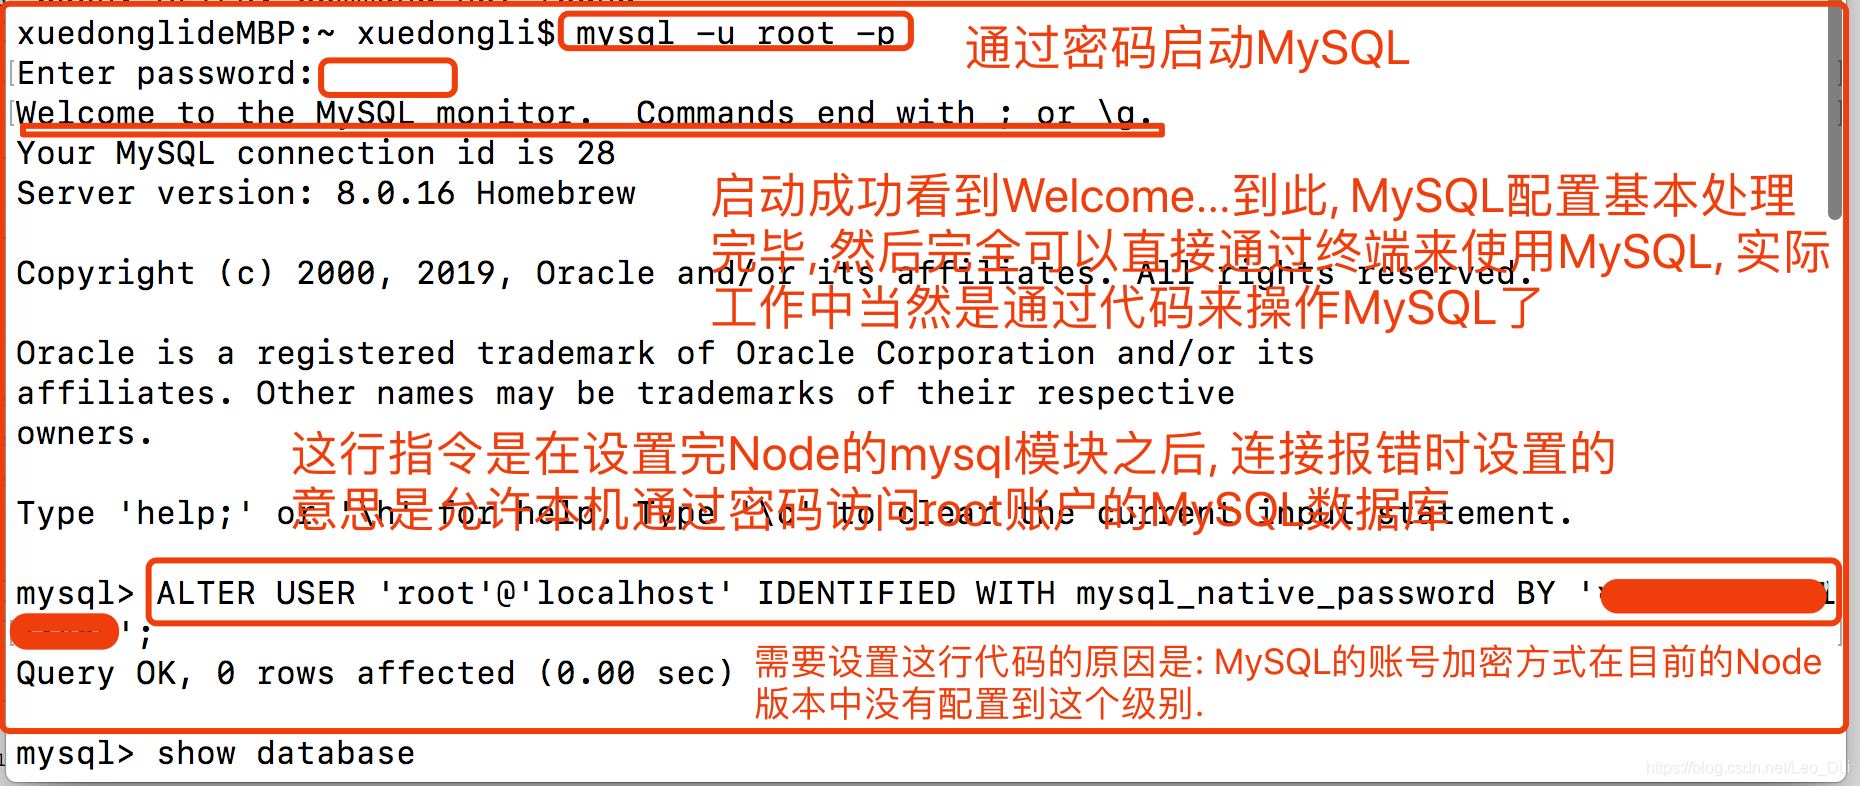 xuedonglideMBP:~ xuedongli$ mysql -u root -p
通过密码启动MySQL
Enter password:
Welcome to the MySQL monitor.  Commands end with ; or \g.
Your MySQL connection id is 28
Server version: 8.0.16 Homebrew
启动成功看到Welcome...到此, MySQL配置基本处理
完毕,然后完全可以直接通过终端来使用MySQL, 实际
工作中当然是通过代码来操作MySQL了
Copyright (c) 2000, 2019, Oracle and/or its affiliates. All rights reserved.
Oracle is a registered trademark of Oracle Corporation and/or its
affiliates. Other names may be trademarks of their respective
owners.
这行指令是在设置完Node的mysql模块之后, 连接报错时设置的
意思是允许本机通过密码访问root账户的MySQL数据库
Type 'help;' or '\h' for help. Type '\c' to clear the current input statement.
mysql> ALTER USER 'root'@'localhost' IDENTIFIED WITH mysql_native_password BY '
';
Query OK, 0 rows affected (0.00 sec)
需要设置这行代码的原因是: MySQL的账号加密方式在目前的Node
版本中没有配置到这个级别.
mysql> show database
https://blog.csdn.net/Leo_DLi